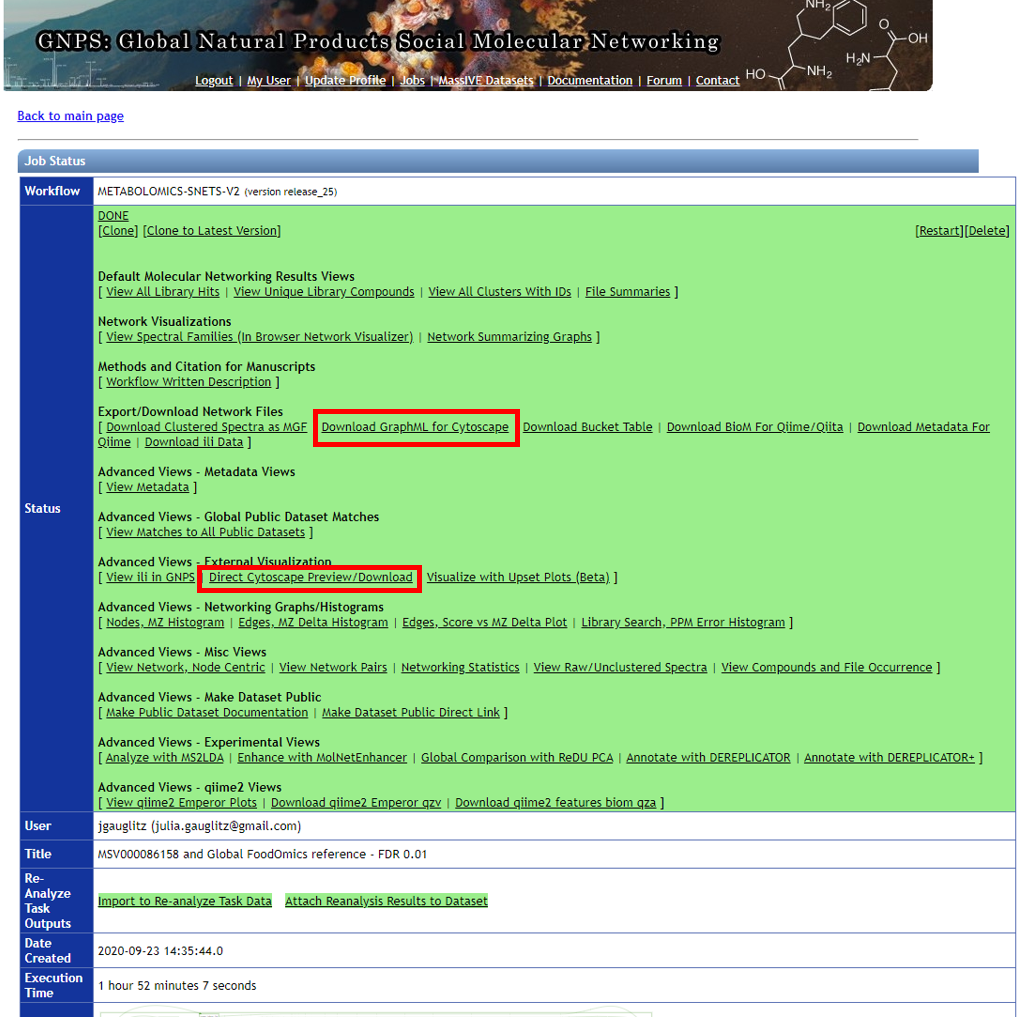 NH2
GNPS: Global Natural Products Social Molecular Networking
O
OH
H2N
HO
NH2
Logout | My User | Update Profile | Jobs | MassIVE Datasets | Documentation | Forum | Contact
Back to main page
Job Status
Workflow METABOLOMICS-SNETS-V2 (version release_25)
Status
DONE
[Clone] [Clone to Latest Version] [Restart][Delete]
Default Molecular Networking Results Views
[ View All Library Hits | View Unique Library Compounds | View All Clusters With IDs | File Summaries ]
Network Visualizations
[ View Spectral Families (In Browser Network Visualizer) | Network Summarizing Graphs ]
Methods and Citation for Manuscripts
[ Workflow Written Description ]
Export/Download Network Files
[ Download Clustered Spectra as MGF Download GraphML for Cytoscape Download Bucket Table | Download BioM For Qiime/Qiita | Download Metadata For
Qiime | Download ili Data ]
Advanced Views - Metadata Views
[ View Metadata ]
Advanced Views - Global Public Dataset Matches
[ View Matches to All Public Datasets ]
Advanced Views - External Visualization
[ View ili in GNPS | Direct Cytoscape Preview/Download Visualize with Upset Plots (Beta) ]
Advanced Views - Networking Graphs/Histograms
[ Nodes, MZ Histogram | Edges, MZ Delta Histogram | Edges, Score vs MZ Delta Plot | Library Search, PPM Error Histogram ]
Advanced Views - Misc Views
[ View Network, Node Centric | View Network Pairs | Networking Statistics | View Raw/Unclustered Spectra | View Compounds and File Occurrence ]
Advanced Views - Make Dataset Public
[ Make Public Dataset Documentation | Make Dataset Public Direct Link ]
Advanced Views - Experimental Views
[ Analyze with MS2LDA | Enhance with MolNetEnhancer | Global Comparison with ReDU PCA | Annotate with DEREPLICATOR | Annotate with DEREPLICATOR+ ]
Advanced Views - qiime2 Views
[ View qiime2 Emperor Plots | Download qiime2 Emperor qzv | Download qiime2 features biom qza ]
User jgauglitz (julia.gauglitz@gmail.com)
Title MSV000086158 and Global FoodOmics reference - FDR 0.01
Re-
Analyze
Task
Outputs
Import to Re-analyze Task Data Attach Reanalysis Results to Dataset
Date
Created
2020-09-23 14:35:44.0
Execution
Time
1 hour 52 minutes 7 seconds